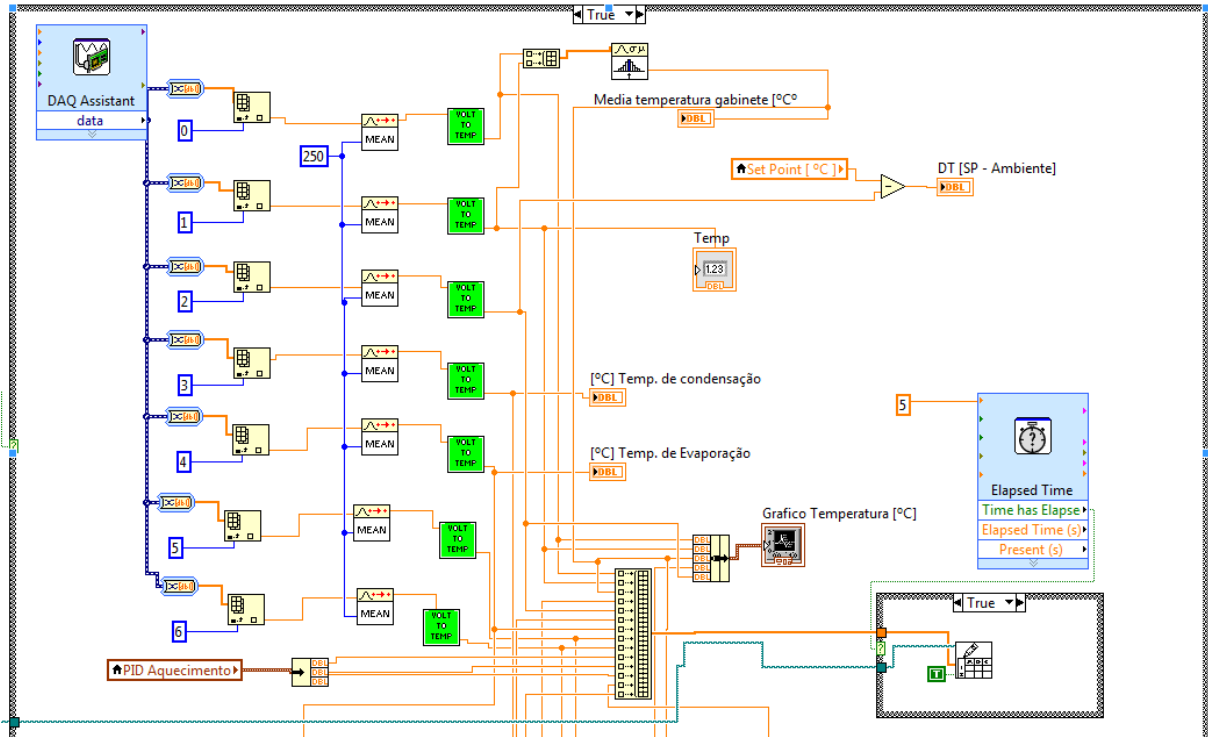 True
DAQ Assistant
data
0
250
MEAN
VOLT
TO
TEMP
Media temperatura gabinete [ºCº
DBL
Set Point [ ºC ]
DT [SP - Ambiente]
DBL
1
MEAN
VOLT
TO
TEMP
Temp
1.23
DBL
2
MEAN
VOLT
TO
TEMP
3
MEAN
VOLT
TO
TEMP
[ºC] Temp. de condensação
DBL
5
4
MEAN
VOLT
TO
TEMP
[ºC] Temp. de Evaporação
DBL
Elapsed Time
Time has Elapse
Elapsed Time (s)
Present (s)
5
MEAN
VOLT
TO
TEMP
Grafico Temperatura [ºC]
DBL
DBL
DBL
DBL
DBL
6
MEAN
VOLT
TO
TEMP
True
T
PID Aquecimento
DBL
DBL
DBL